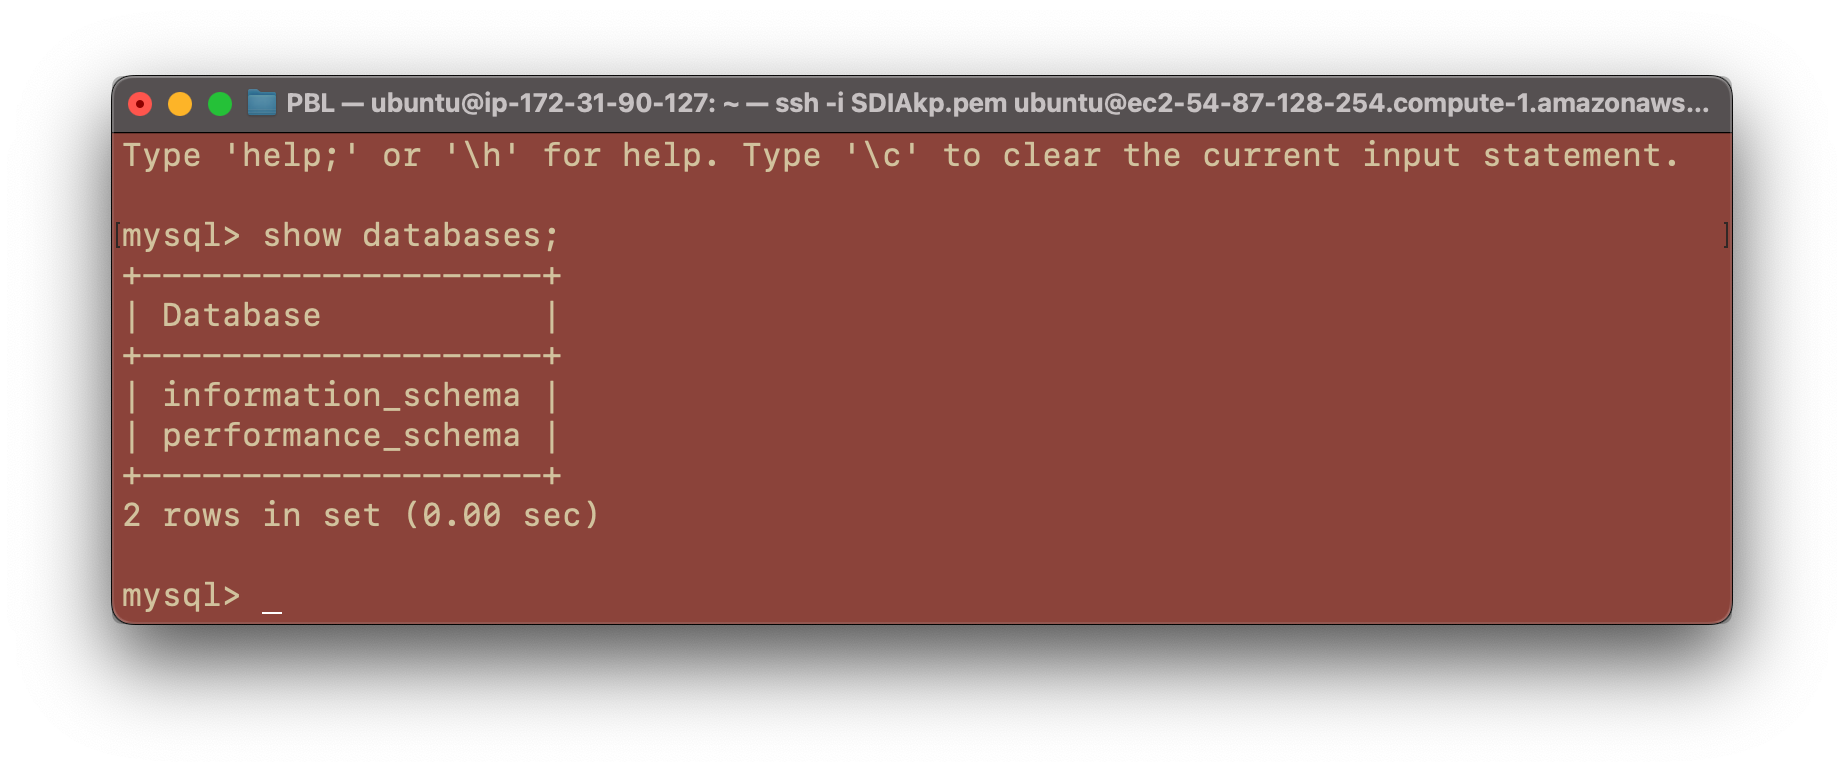 PBL — ubuntu@ip-172-31-90-127: ~ — ssh -i SDIAkp.pem ubuntu@ec2-54-87-128-254.compute-1.amazonaws...
Type 'help;' or '\h' for help. Type '\c' to clear the current input statement.
[mysql> show databases; ]
+--------------------+
| Database           |
+--------------------+
| information_schema |
| performance_schema |
+--------------------+
2 rows in set (0.00 sec)
mysql> _